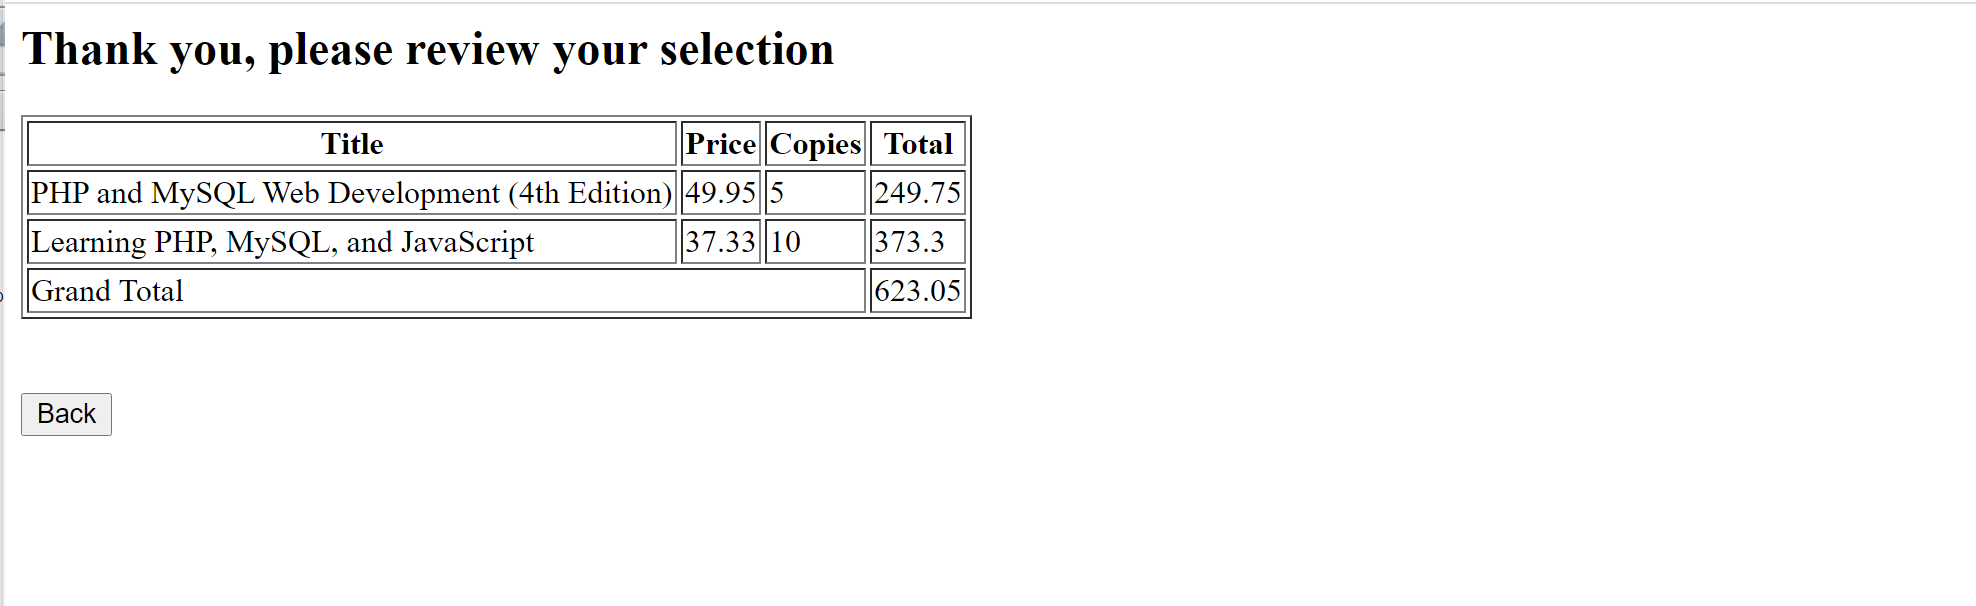 Thank you, please review your selection
Title Price Copies Total
PHP and MySQL Web Development (4th Edition) 49.95 5 249.75
Learning PHP, MySQL, and JavaScript 37.33 10 373.3
Grand Total 623.05
Back